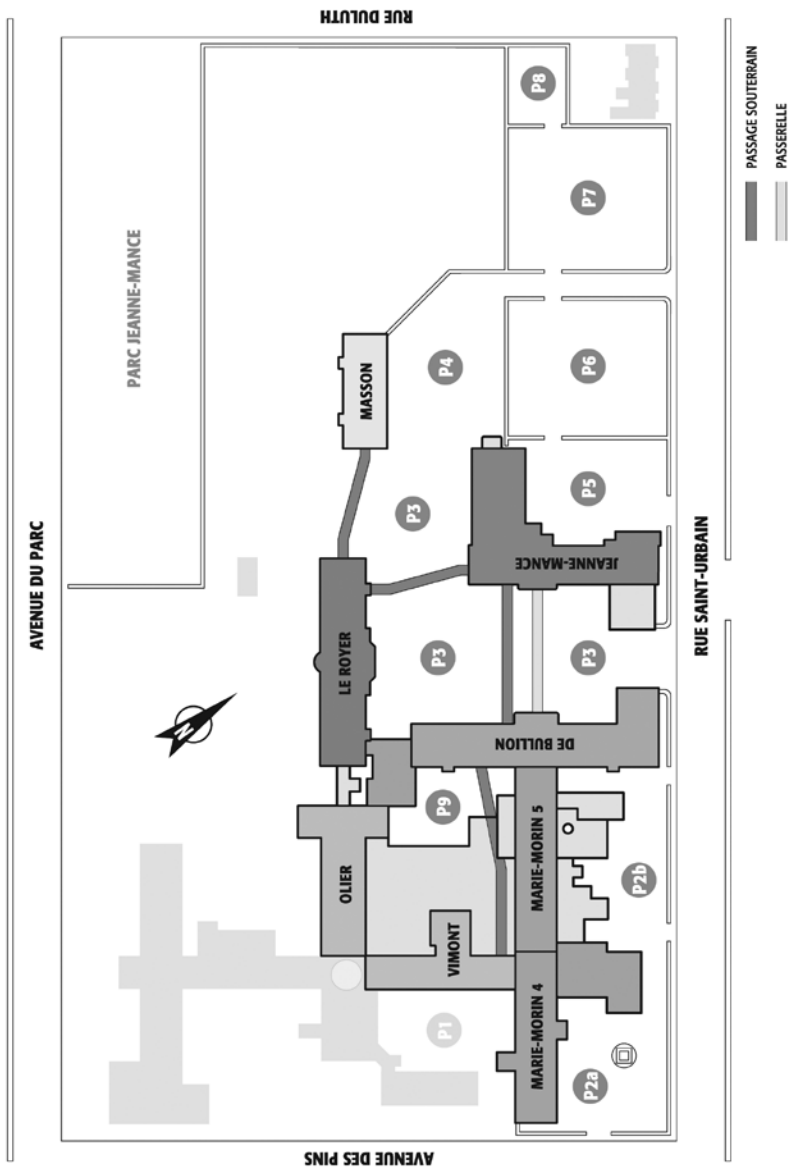 RUE DULUTH
P8
PASSAGE SOUTERRAIN
PASSERELLE
P7
PARC JEANNE-MANCE
MASSON
P4
P6
AVENUE DU PARC
P3
P5
JEANNE-MANCE
RUE SAINT-URBAIN
LE ROYER
P3
P3
N
DE BULLION
P9
OLIER
MARIE-MORIN 5
P2b
VIMONT
P1
MARIE-MORIN 4
P2a
AVENUE DES PINS